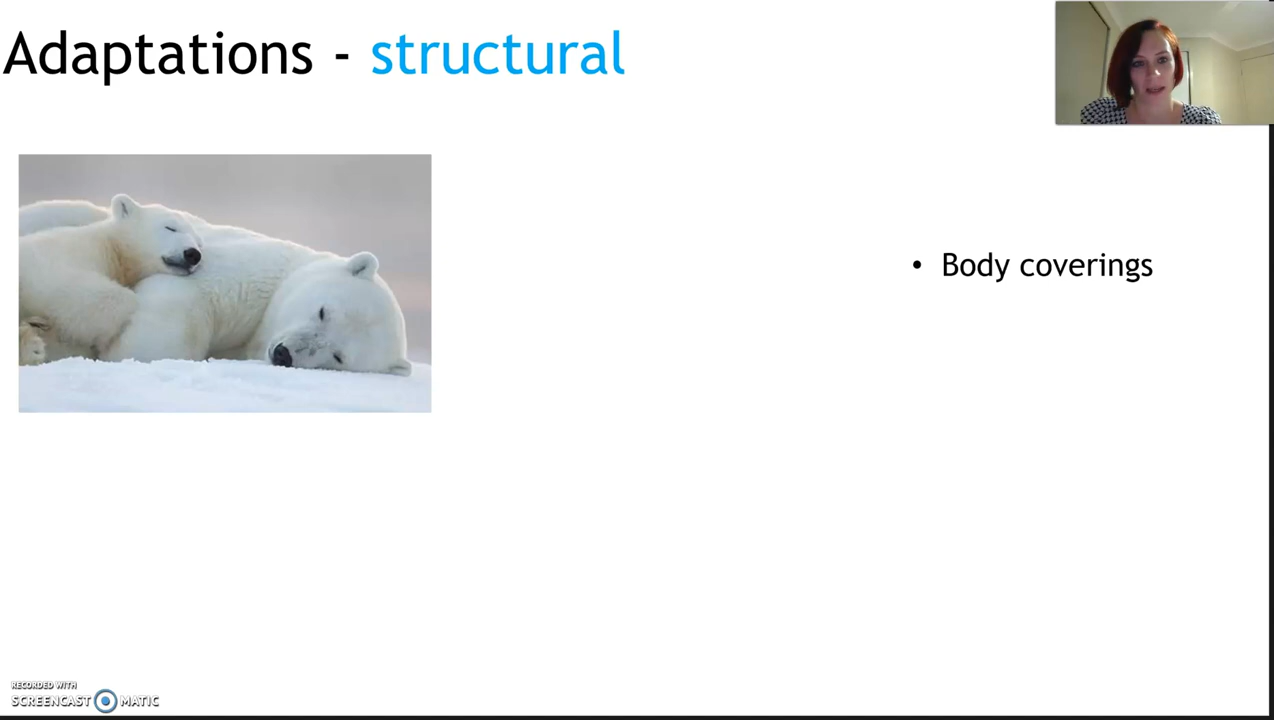 Adaptations - structural
• Body coverings
RECORDED WITH
SCREENCAST MATIC